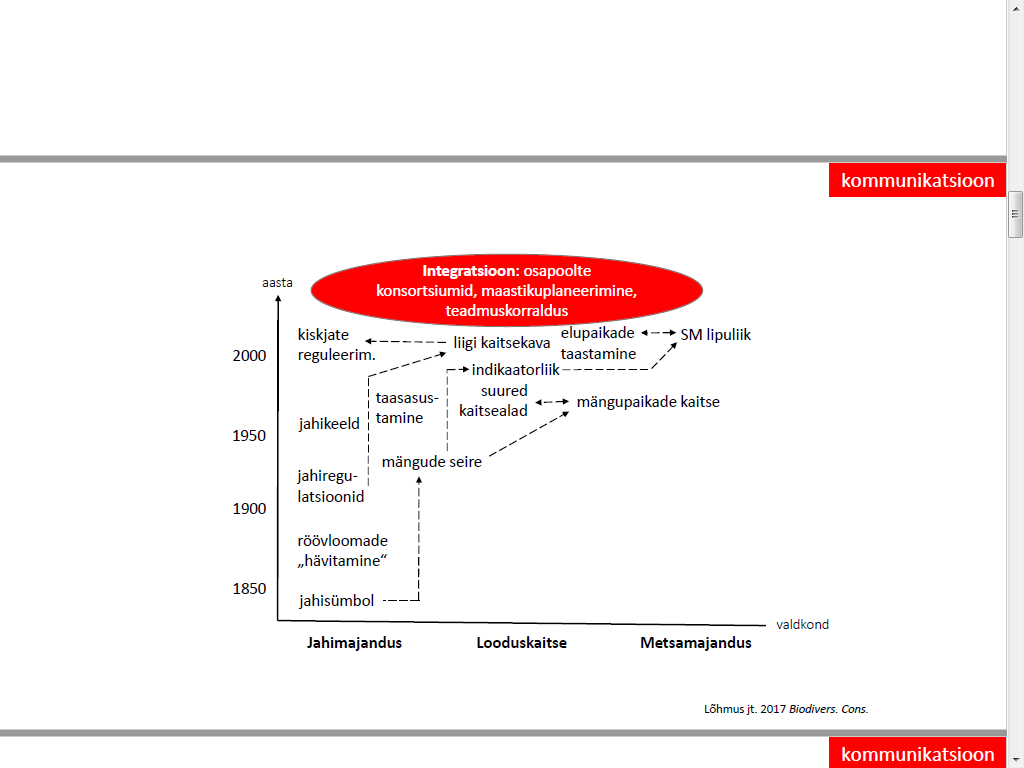 kommunikatsioon
Integratsioon: osapoolte
konsortsiumid, maastikuplaneerimine,
teadmuskorraldus
aasta
kiskjate
reguleerim.
liigi kaitsekava
elupaikade
taastamine
SM lipuliik
2000
indikaatorliik
taasasus-
tamine
suured
kaitsealad
mängupaikade kaitse
jahikeeld
1950
mängude seire
jahiregu-
latsioonid
1900
röövloomade
„hävitamine“
1850
jahisümbol
valdkond
Jahimajandus
Looduskaitse
Metsamajandus
Lõhmus jt. 2017 Biodivers. Cons.
kommunikatsioon